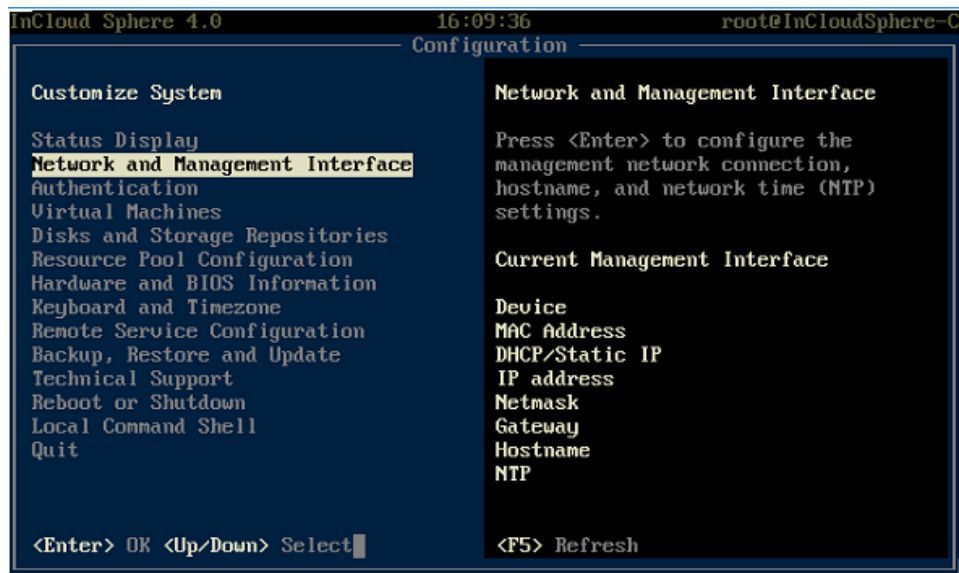 InCloud Sphere 4.0 16:09:36 root@InCloudSphere-C
Configuration
Customize System
Status Display
Network and Management Interface
Authentication
Virtual Machines
Disks and Storage Repositories
Resource Pool Configuration
Hardware and BIOS Information
Keyboard and Timezone
Remote Service Configuration
Backup, Restore and Update
Technical Support
Reboot or Shutdown
Local Command Shell
Quit
<Enter> OK <Up/Down> Select
Network and Management Interface
Press <Enter> to configure the
management network connection,
hostname, and network time (NTP)
settings.
Current Management Interface
Device
MAC Address
DHCP/Static IP
IP address
Netmask
Gateway
Hostname
NTP
<F5> Refresh